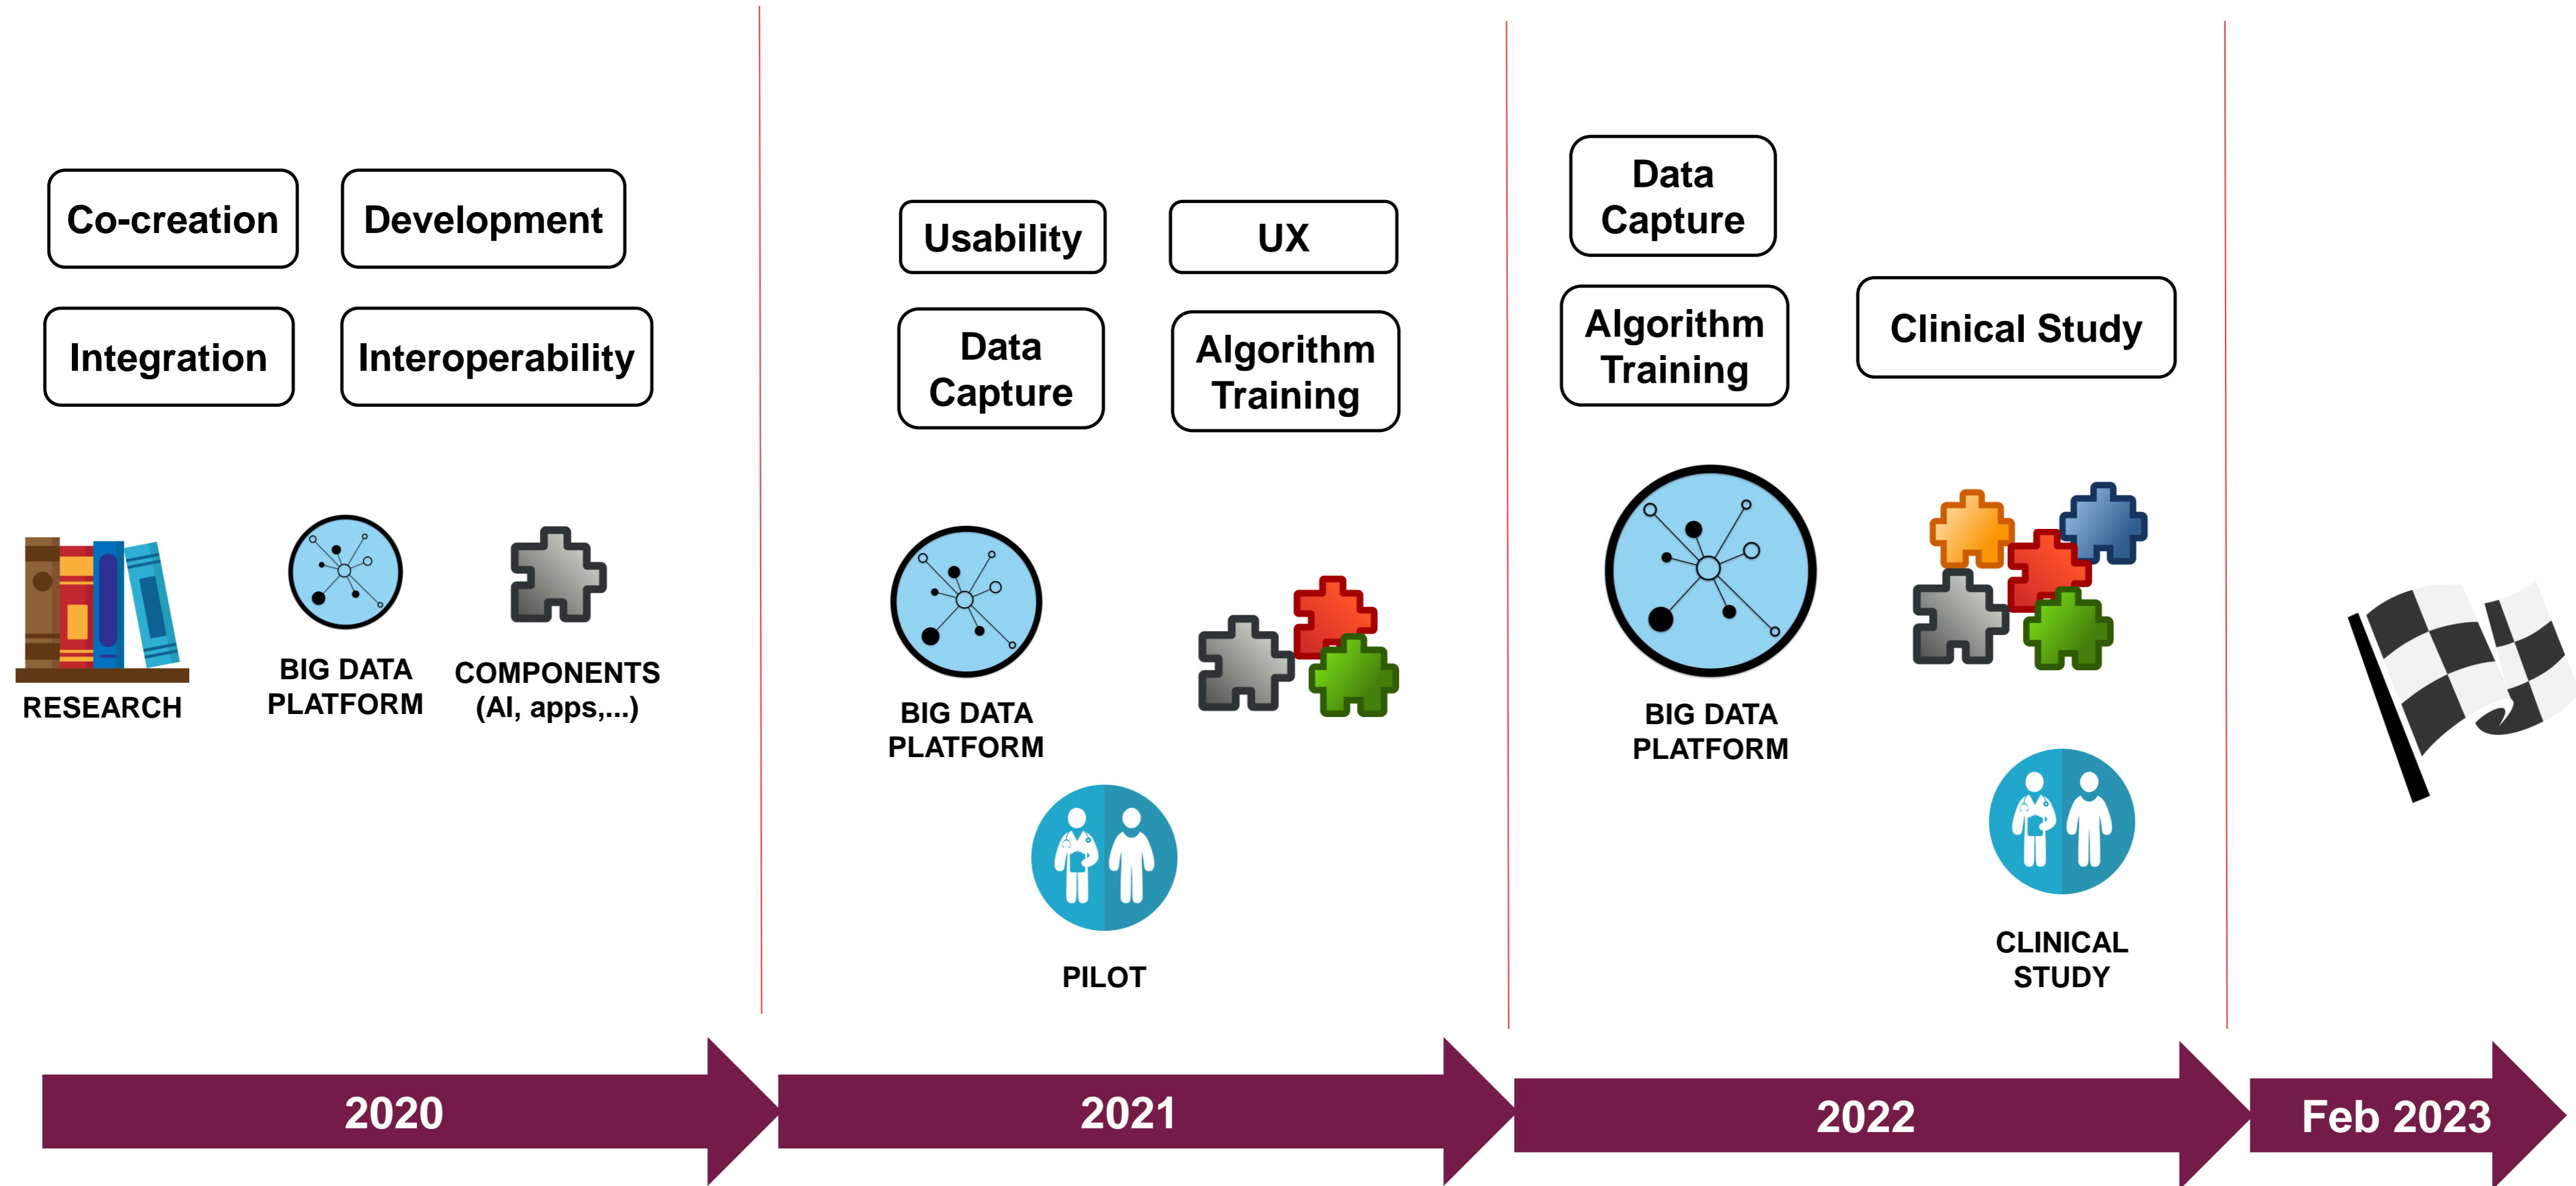 Co-creation
Development
Integration
Interoperability
RESEARCH
BIG DATA
PLATFORM
COMPONENTS
(AI, apps,...)
Usability
UX
Data
Capture
Algorithm
Training
BIG DATA
PLATFORM
PILOT
Data
Capture
Algorithm
Training
Clinical Study
BIG DATA
PLATFORM
CLINICAL
STUDY
2020
2021
2022
Feb 2023